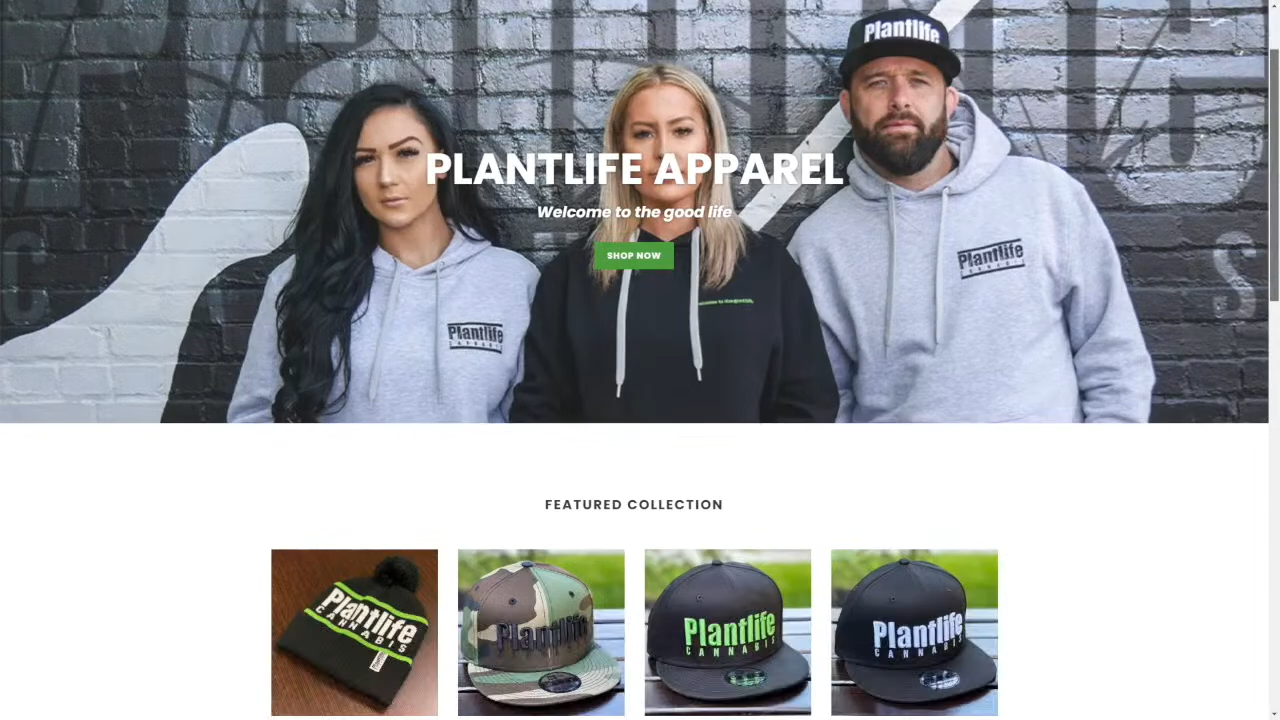 Plantlife
PLANTLIFE APPAREL
Welcome to the good life
SHOP NOW
Plantlife
CANNABIS
Plantlife
CANNABIS
FEATURED COLLECTION
Plantlife
CANNABIS
Plantlife
Plantlife
CANNABIS
Plantlife
CANNABIS